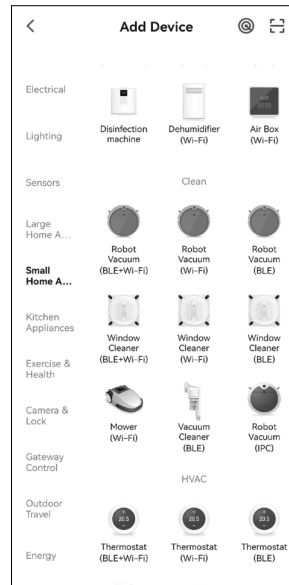 Add Device
Electrical
Lighting
Sensors
Large
Home A...
Small
Home A...
Kitchen
Appliances
Exercise &
Health
Camera &
Lock
Gateway
Control
Outdoor
Travel
Energy
Disinfection
machine
Dehumidifier
(Wi-Fi)
Air Box
(Wi-Fi)
Clean
Robot
Vacuum
(BLE+Wi-Fi)
Robot
Vacuum
(Wi-Fi)
Robot
Vacuum
(BLE)
Window
Cleaner
(BLE+Wi-Fi)
Window
Cleaner
(Wi-Fi)
Window
Cleaner
(BLE)
Mower
(Wi-Fi)
Vacuum
Cleaner
(BLE)
Robot
Vacuum
(IPC)
HVAC
20.5
20.5
20.5
Thermostat
(BLE+Wi-Fi)
Thermostat
(Wi-Fi)
Thermostat
(BLE)